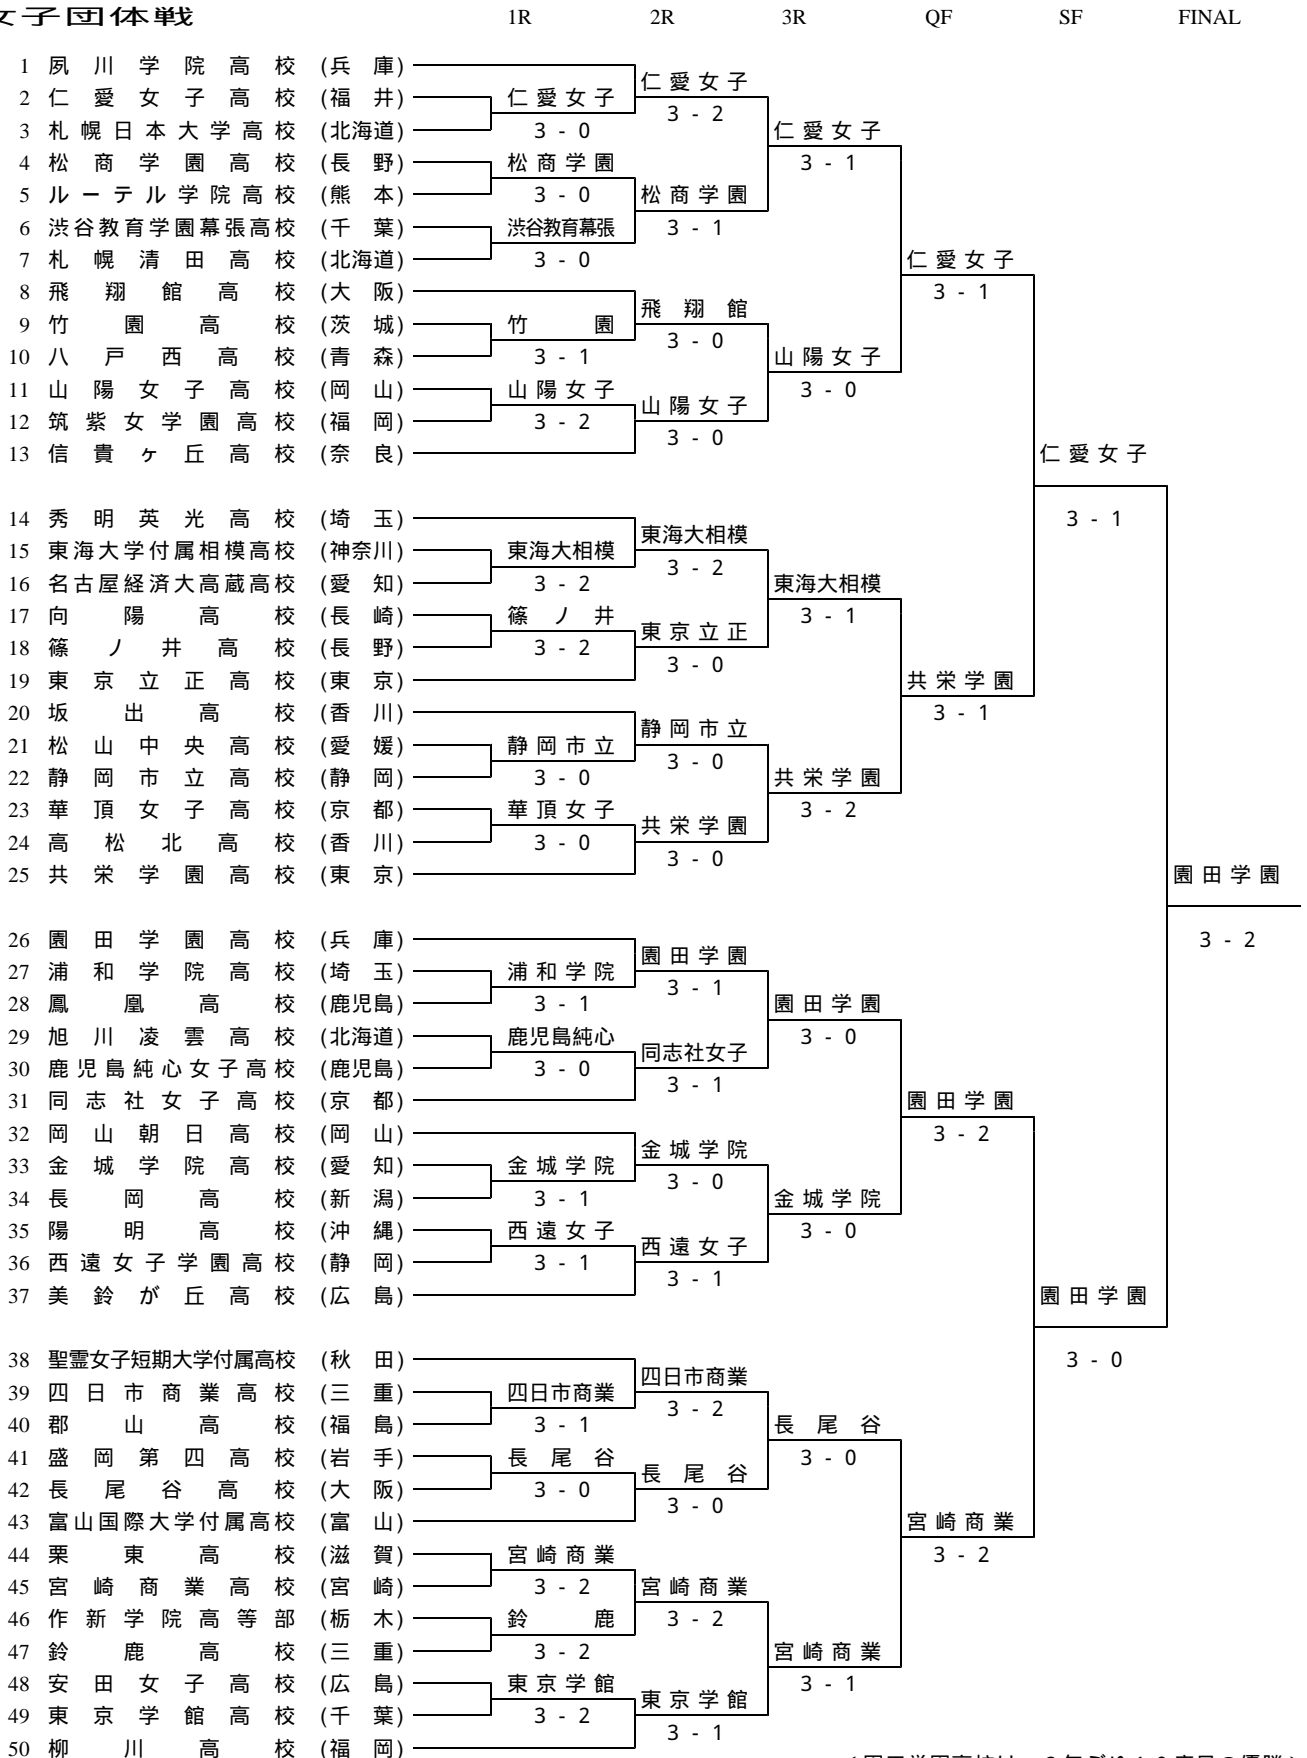 女子団体戦 1R 2R 3R QF SF FINAL
1 夙川学院高校 (兵庫)
仁愛女子
2 仁愛女子高校 (福井) 仁愛女子
3 - 2
3 札幌日本大学高校 (北海道) 3 - 0 仁愛女子
4 松商学園高校 (長野) 松商学園 3 - 1
5 ルーテル学院高校 (熊本) 3 - 0 松商学園
6 渋谷教育学園幕張高校 (千葉) 渋谷教育幕張 3 - 1
7 札幌清田高校 (北海道) 3 - 0 仁愛女子
8 飛翔館高校 (大阪) 3 - 1
飛翔館
9 竹園高校 (茨城) 竹園
3 - 0
10 八戸西高校 (青森) 3 - 1 山陽女子
11 山陽女子高校 (岡山) 山陽女子 3 - 0
山陽女子
12 筑紫女学園高校 (福岡) 3 - 2
3 - 0
13 信貴ヶ丘高校 (奈良) 仁愛女子
14 秀明英光高校 (埼玉) 3 - 1
東海大相模
15 東海大学付属相模高校 (神奈川) 東海大相模
3 - 2
16 名古屋経済大高蔵高校 (愛知) 3 - 2 東海大相模
17 向陽高校 (長崎) 篠ノ井 3 - 1
東京立正
18 篠ノ井高校 (長野) 3 - 2
3 - 0
19 東京立正高校 (東京) 共栄学園
20 坂出高校 (香川) 3 - 1
静岡市立
21 松山中央高校 (愛媛) 静岡市立
3 - 0
22 静岡市立高校 (静岡) 3 - 0 共栄学園
23 華頂女子高校 (京都) 華頂女子 3 - 2
共栄学園
24 高松北高校 (香川) 3 - 0
3 - 0
25 共栄学園高校 (東京) 園田学園
26 園田学園高校 (兵庫) 3 - 2
園田学園
27 浦和学院高校 (埼玉) 浦和学院
3 - 1
28 鳳凰高校 (鹿児島) 3 - 1 園田学園
29 旭川凌雲高校 (北海道) 鹿児島純心 3 - 0
同志社女子
30 鹿児島純心女子高校 (鹿児島) 3 - 0
3 - 1
31 同志社女子高校 (京都) 園田学園
32 岡山朝日高校 (岡山) 3 - 2
金城学院
33 金城学院高校 (愛知) 金城学院
3 - 0
34 長岡高校 (新潟) 3 - 1 金城学院
35 陽明高校 (沖縄) 西遠女子 3 - 0
西遠女子
36 西遠女子学園高校 (静岡) 3 - 1
3 - 1
37 美鈴が丘高校 (広島) 園田学園
38 聖霊女子短期大学付属高校 (秋田) 3 - 0
四日市商業
39 四日市商業高校 (三重) 四日市商業
3 - 2
40 郡山高校 (福島) 3 - 1 長尾谷
41 盛岡第四高校 (岩手) 長尾谷 3 - 0
長尾谷
42 長尾谷高校 (大阪) 3 - 0
3 - 0
43 富山国際大学付属高校 (富山) 宮崎商業
44 栗東高校 (滋賀) 宮崎商業 3 - 2
45 宮崎商業高校 (宮崎) 3 - 2 宮崎商業
46 作新学院高等部 (栃木) 鈴鹿 3 - 2
47 鈴鹿高校 (三重) 3 - 2 宮崎商業
48 安田女子高校 (広島) 東京学館 3 - 1
東京学館
49 東京学館高校 (千葉) 3 - 2
3 - 1
50 柳川高校 (福岡)